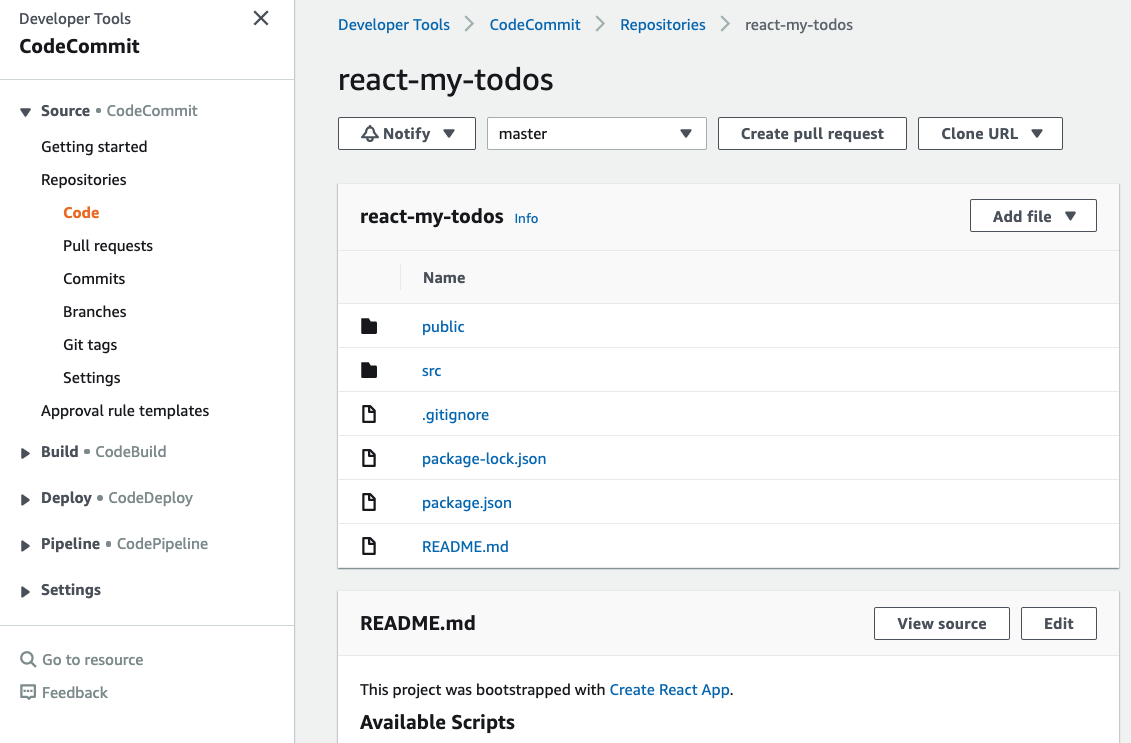 Developer Tools
CodeCommit
Source • CodeCommit
Getting started
Repositories
Code
Pull requests
Commits
Branches
Git tags
Settings
Approval rule templates
Build • CodeBuild
Deploy • CodeDeploy
Pipeline • CodePipeline
Settings
Go to resource
Feedback
Developer Tools > CodeCommit > Repositories > react-my-todos
react-my-todos
Notify master Create pull request Clone URL
react-my-todos Info Add file
Name
public
src
.gitignore
package-lock.json
package.json
README.md
README.md View source Edit
This project was bootstrapped with Create React App.
Available Scripts